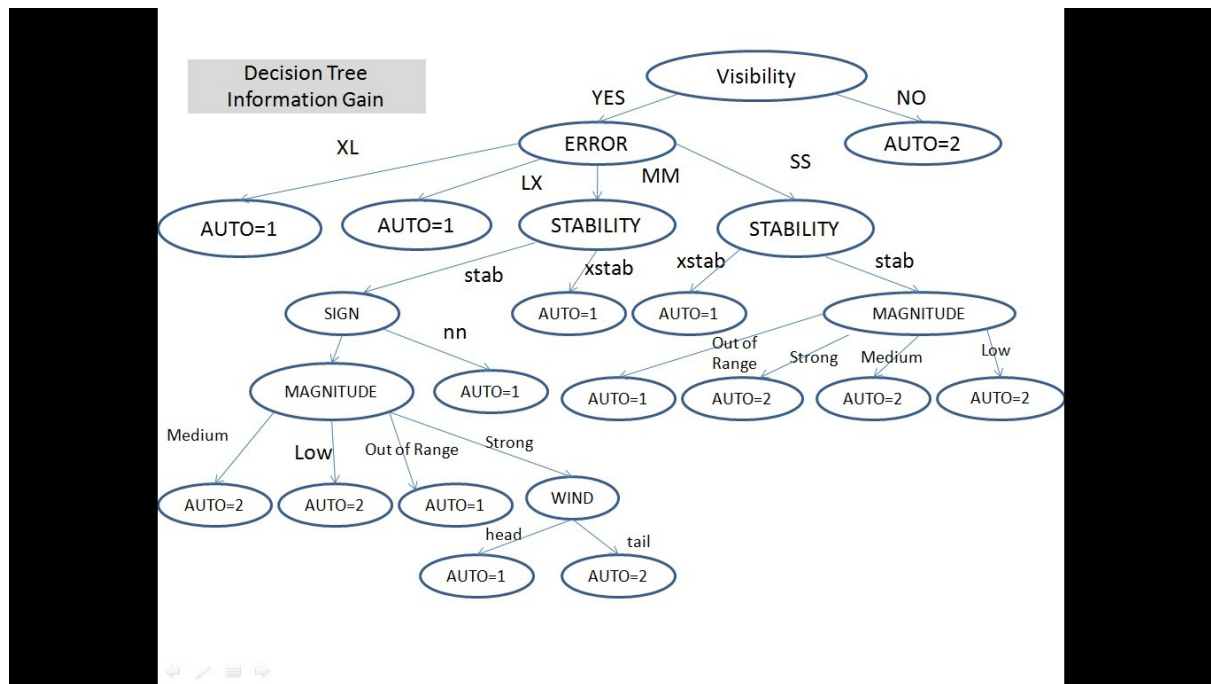 Decision Tree
Information Gain
Visibility
YES
NO
ERROR
AUTO=2
XL
LX
MM
SS
AUTO=1
AUTO=1
STABILITY
STABILITY
stab
xstab
xstab
stab
SIGN
AUTO=1
AUTO=1
MAGNITUDE
nn
Out of
Range
Strong
Medium
Low
MAGNITUDE
AUTO=1
AUTO=1
AUTO=2
AUTO=2
AUTO=2
Medium
Low
Out of Range
Strong
AUTO=2
AUTO=2
AUTO=1
WIND
head
tail
AUTO=1
AUTO=2